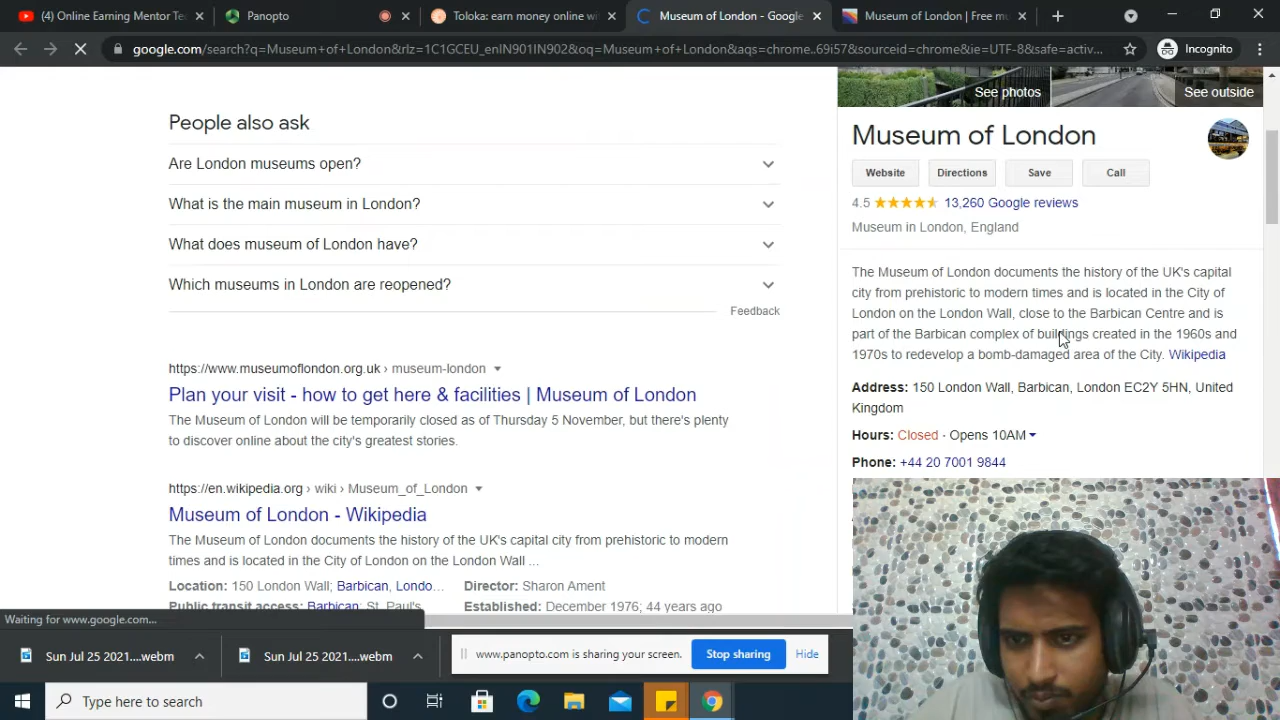 (4) Online Earning Mentor Te
Panopto
Toloka: earn money online wi
Museum of London - Google
Museum of London | Free m
google.com/search?q=Museum+of+London&rlz=1C1GCEU_enIN901IN902&oq=Museum+of+London&aqs=chrome..69i57&sourceid=chrome&ie=UTF-8&safe=activ...
Incognito
See photos
See outside
People also ask
Are London museums open?
What is the main museum in London?
What does museum of London have?
Which museums in London are reopened?
Feedback
https://www.museumoflondon.org.uk › museum-london
Plan your visit - how to get here & facilities | Museum of London
The Museum of London will be temporarily closed as of Thursday 5 November, but there's plenty
to discover online about the city's greatest stories.
https://en.wikipedia.org › wiki › Museum_of_London
Museum of London - Wikipedia
The Museum of London documents the history of the UK's capital city from prehistoric to modern
times and is located in the City of London on the London Wall ...
Location: 150 London Wall; Barbican, Londo...
Director: Sharon Ament
Public transit access: Barbican; St. Paul's
Established: December 1976; 44 years ago
Museum of London
Website
Directions
Save
Call
4.5
13,260 Google reviews
Museum in London, England
The Museum of London documents the history of the UK's capital
city from prehistoric to modern times and is located in the City of
London on the London Wall, close to the Barbican Centre and is
part of the Barbican complex of buildings created in the 1960s and
1970s to redevelop a bomb-damaged area of the City. Wikipedia
Address: 150 London Wall, Barbican, London EC2Y 5HN, United
Kingdom
Hours: Closed · Opens 10AM
Phone: +44 20 7001 9844
Waiting for www.google.com...
Sun Jul 25 2021....webm
Sun Jul 25 2021....webm
www.panopto.com is sharing your screen.
Stop sharing
Hide
Type here to search